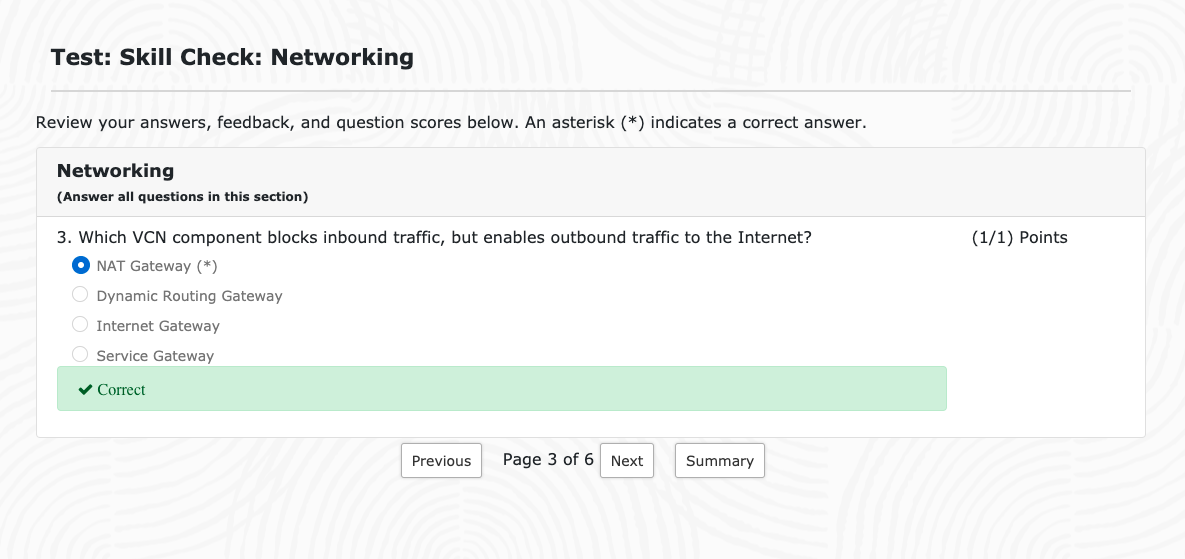 Test: Skill Check: Networking
Review your answers, feedback, and question scores below. An asterisk (*) indicates a correct answer.
Networking
(Answer all questions in this section)
3. Which VCN component blocks inbound traffic, but enables outbound traffic to the Internet? (1/1) Points
NAT Gateway (*)
Dynamic Routing Gateway
Internet Gateway
Service Gateway
Correct
Previous Page 3 of 6 Next Summary